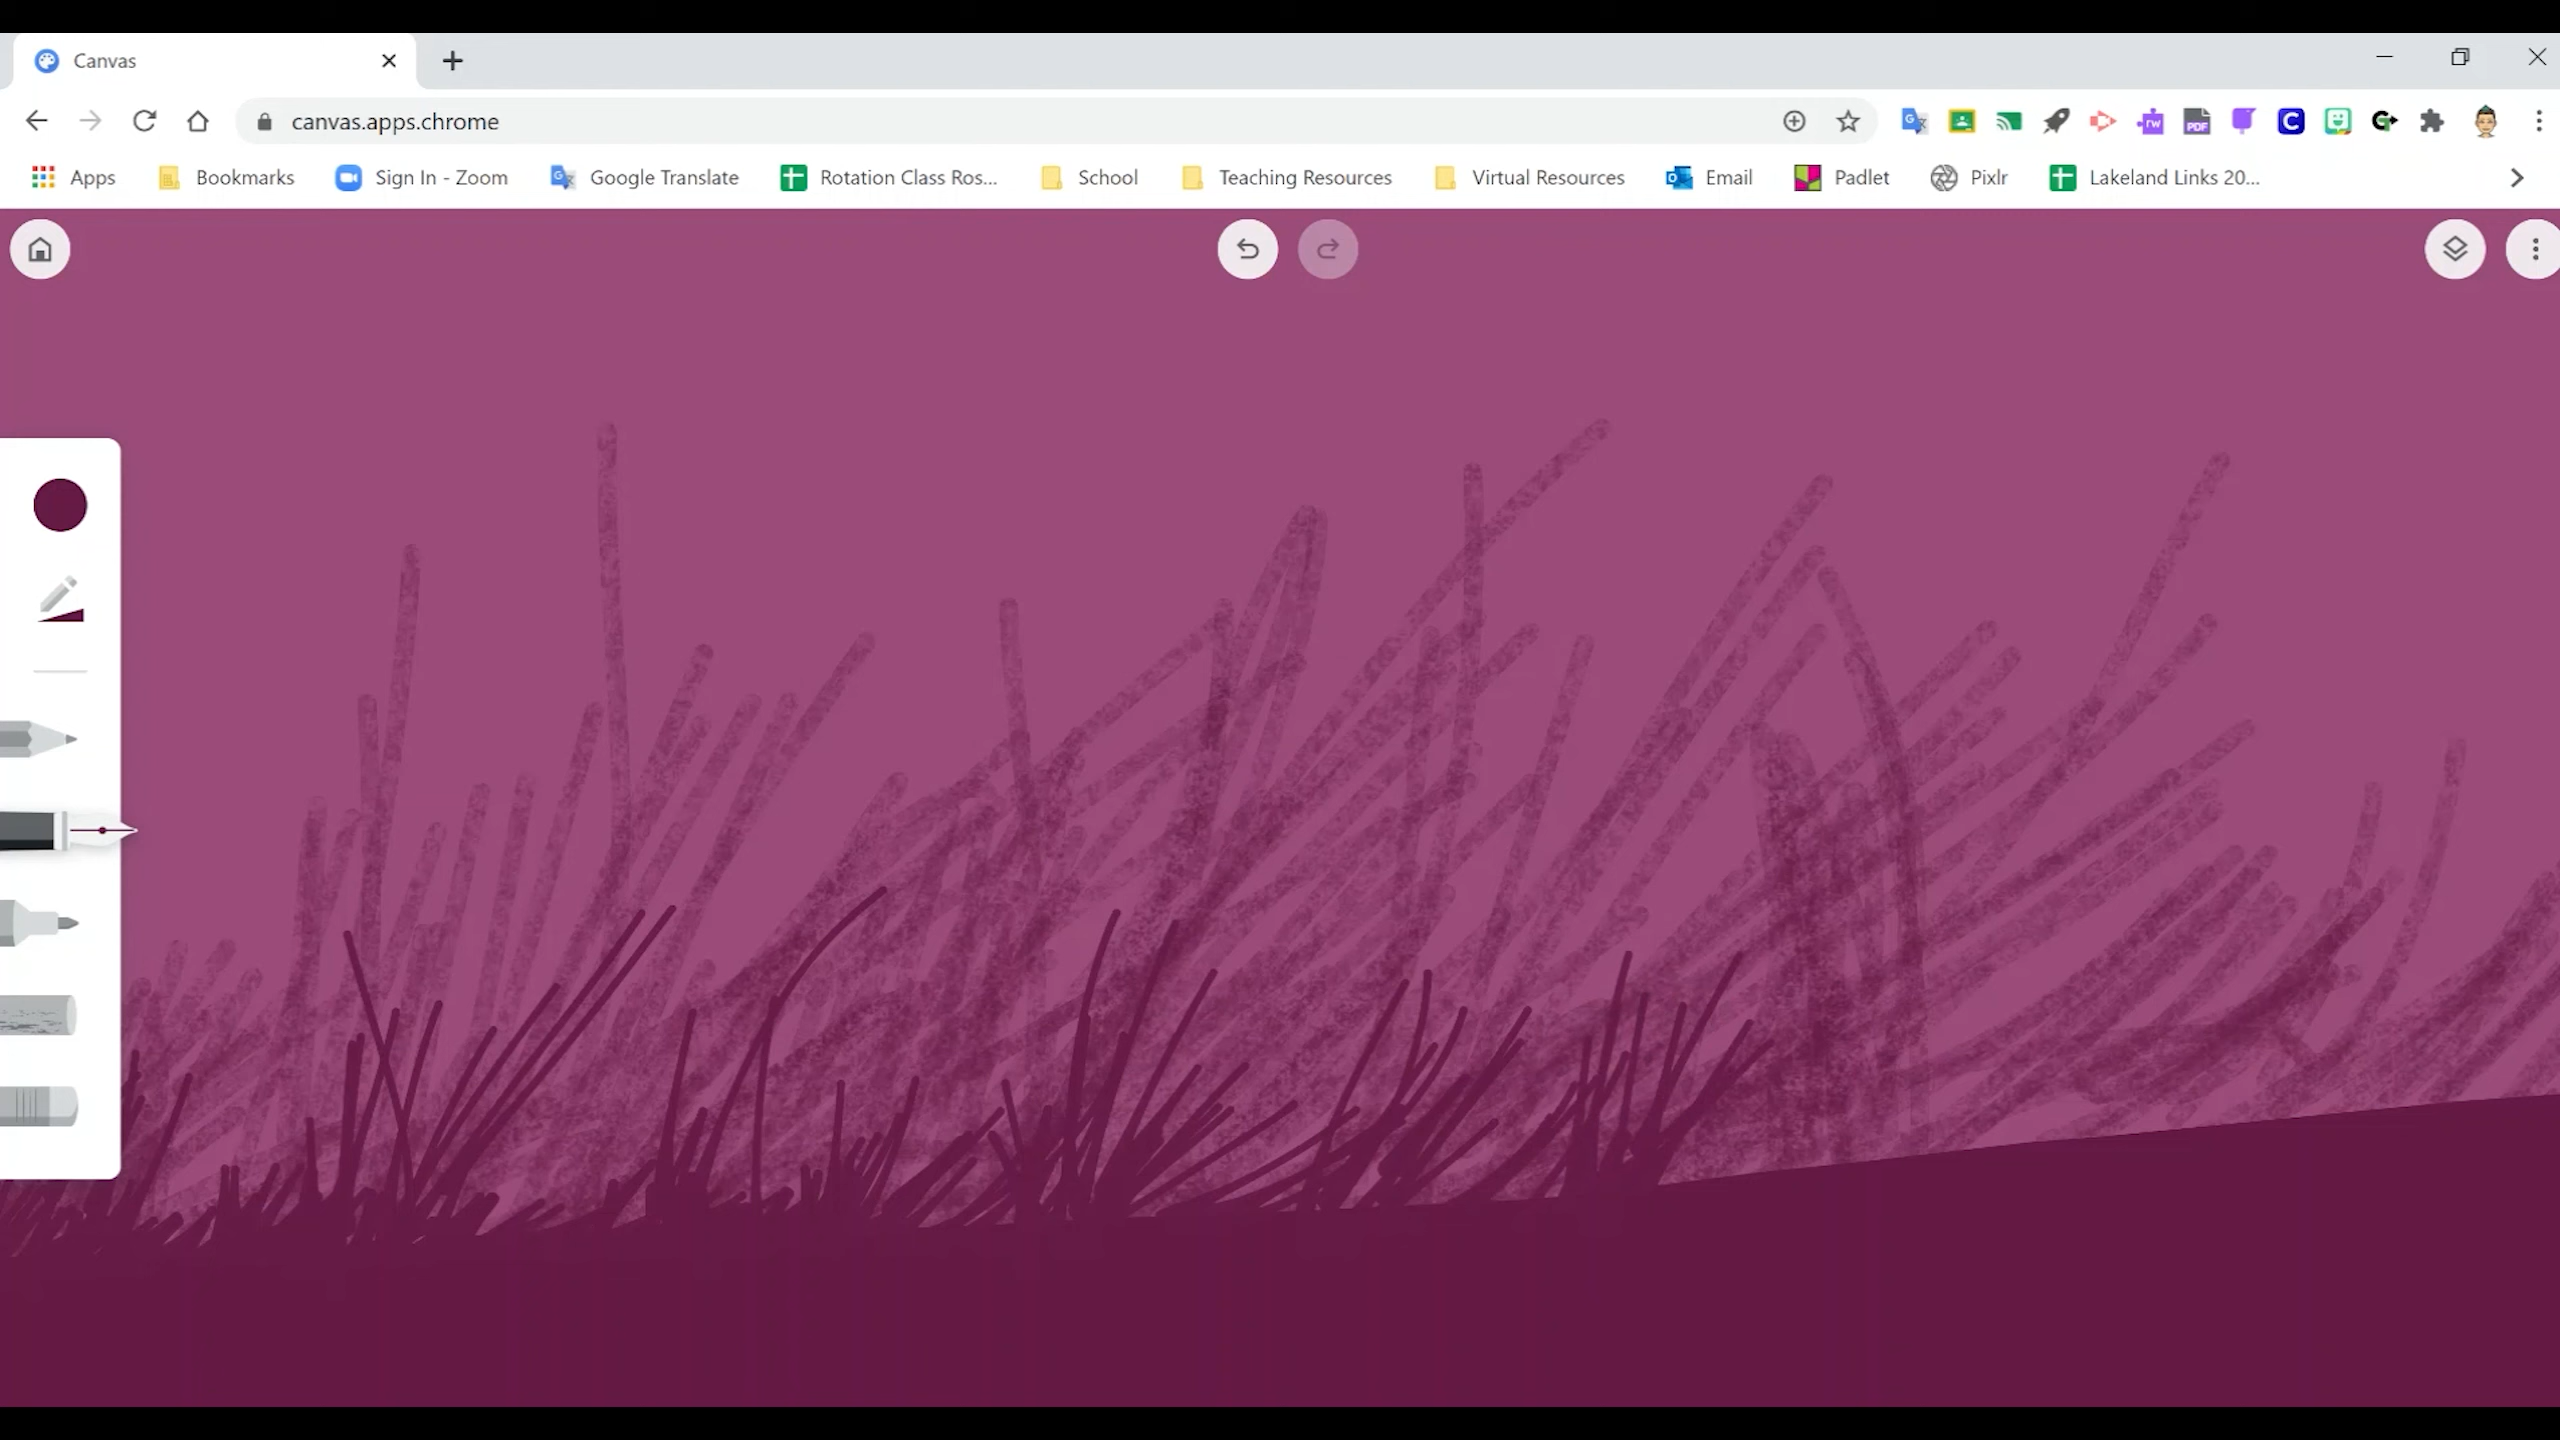 Canvas
canvas.apps.chrome
Apps Bookmarks Sign In - Zoom Google Translate Rotation Class Ros... School Teaching Resources Virtual Resources Email Padlet Pixlr Lakeland Links 20...